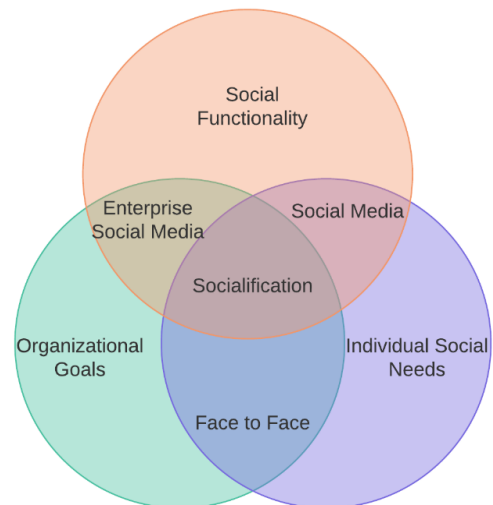 Social
Functionality
Enterprise
Social Media
Social Media
Socialification
Organizational
Goals
Individual Social
Needs
Face to Face